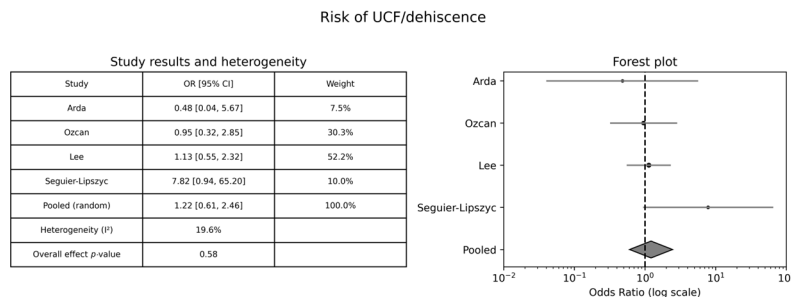 Risk of UCF/dehiscence
Study results and heterogeneity
Study OR [95% CI] Weight
Arda 0.48 [0.04, 5.67] 7.5%
Ozcan 0.95 [0.32, 2.85] 30.3%
Lee 1.13 [0.55, 2.32] 52.2%
Seguier-Lipszyc 7.82 [0.94, 65.20] 10.0%
Pooled (random) 1.22 [0.61, 2.46] 100.0%
Heterogeneity (I²) 19.6%
Overall effect p-value 0.58
Forest plot
Arda
Ozcan
Lee
Seguier-Lipszyc
Pooled
10⁻² 10⁻¹ 10⁰ 10¹ 10²
Odds Ratio (log scale)